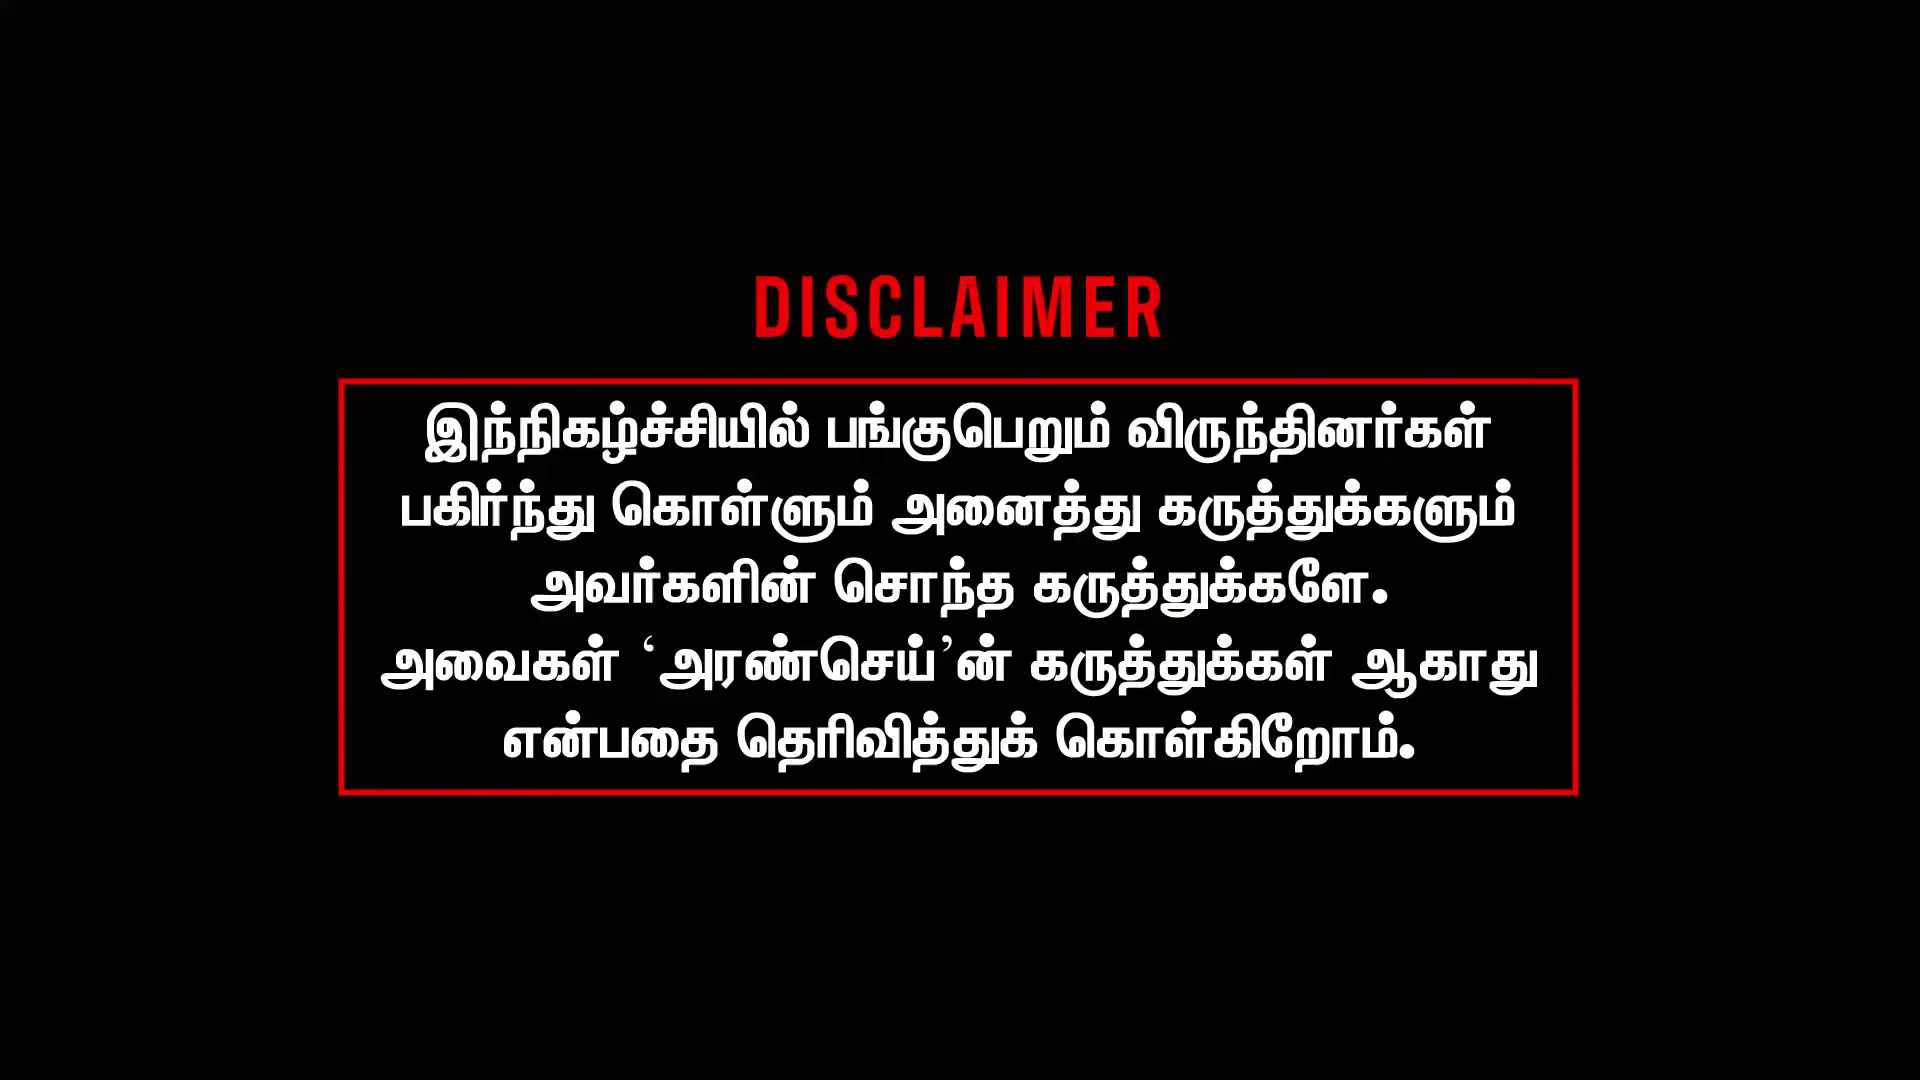 DISCLAIMER
இந்நிகழ்ச்சியில் பங்குபெறும் விருந்தினர்கள்
பகிர்ந்து கொள்ளும் அனைத்து கருத்துக்களும்
அவர்களின் சொந்த கருத்துக்களே.
அவைகள் ‘அரண்செய்’ன் கருத்துக்கள் ஆகாது
என்பதை தெரிவித்துக் கொள்கிறோம்.